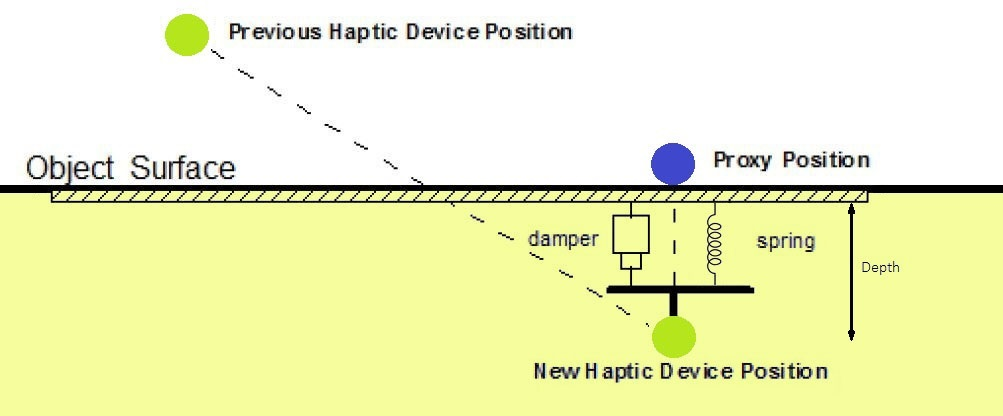 Previous Haptic Device Position
Object Surface
Proxy Position
damper
spring
Depth
New Haptic Device Position